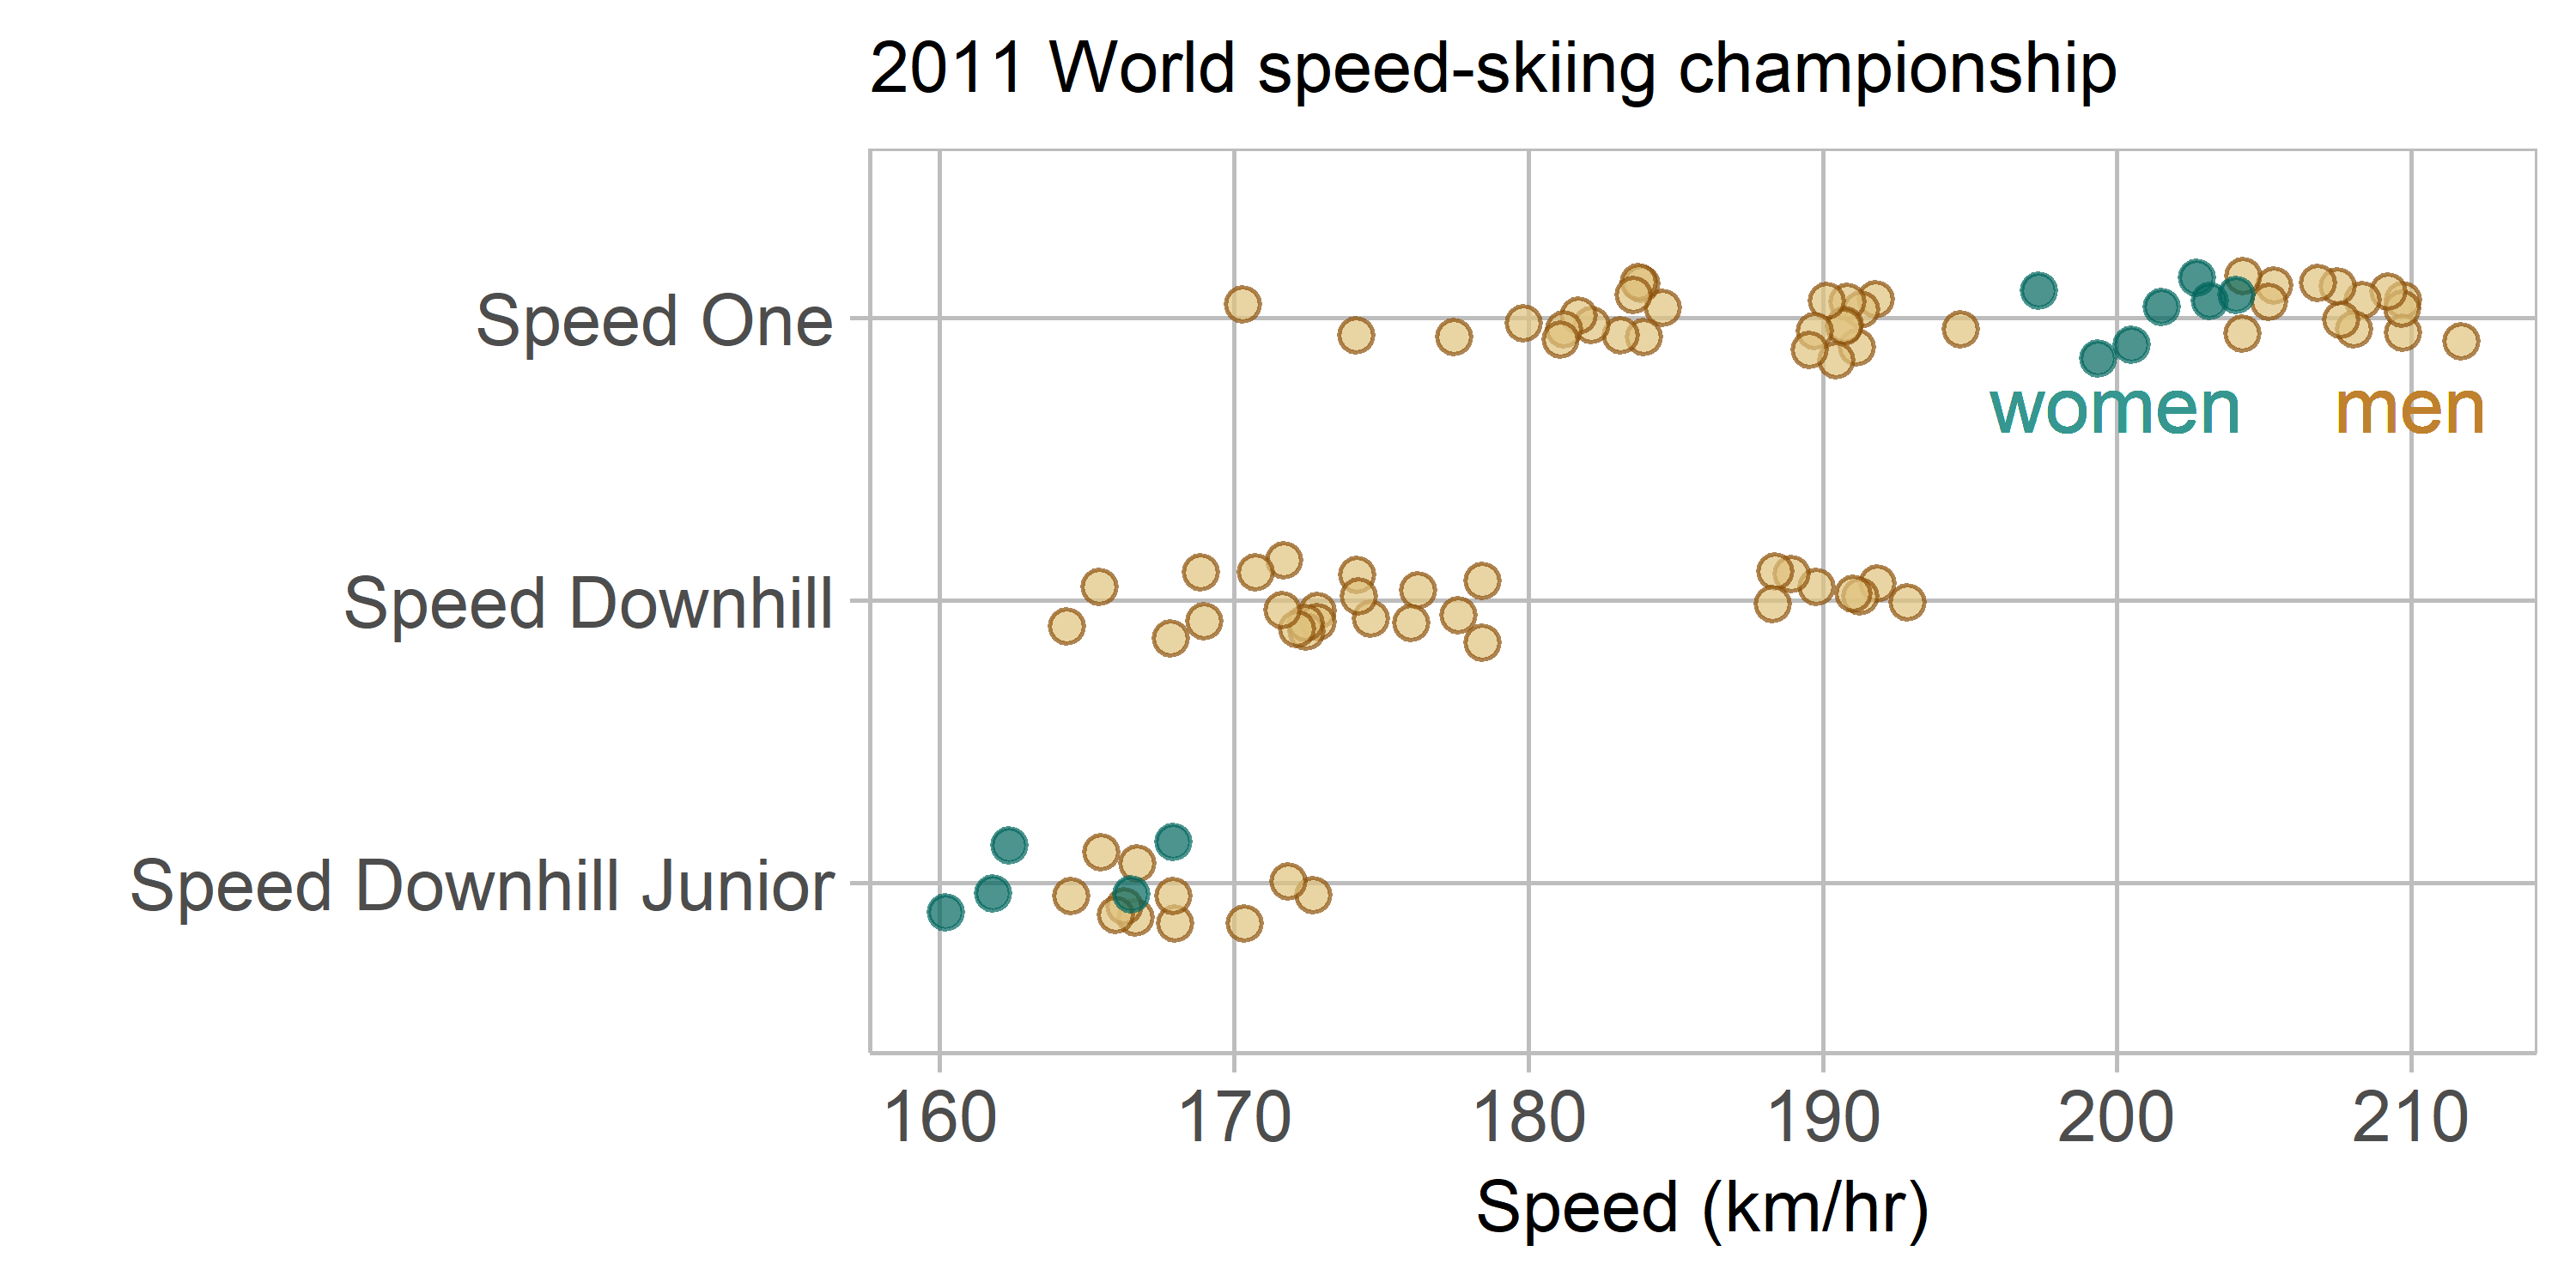 2011 World speed-skiing championship
Speed One
women men
Speed Downhill
Speed Downhill Junior
160 170 180 190 200 210
Speed (km/hr)